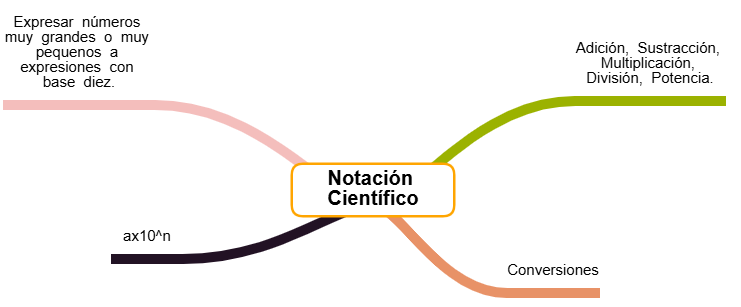 Expresar números
muy grandes o muy
pequenos a
expresiones con
base diez.
Adición, Sustracción,
Multiplicación,
División, Potencia.
Notación
Científico
ax10^n
Conversiones